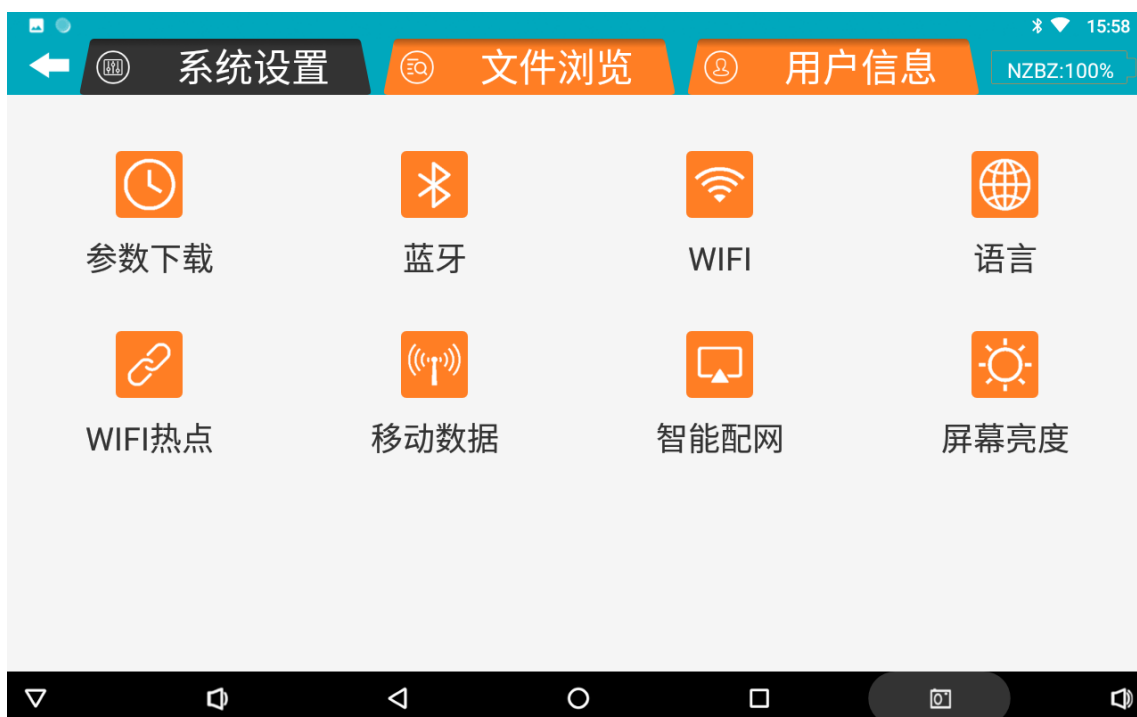 15:58
系统设置
文件浏览
用户信息
NZBZ:100%
参数下载
蓝牙
WIFI
语言
WIFI热点
移动数据
智能配网
屏幕亮度